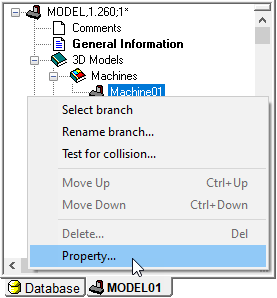 MODEL,1.260;1*
Comments
General Information
3D Models
Machines
Machine01
Select branch
Rename branch...
Test for collision...
Move Up Ctrl+Up
Move Down Ctrl+Down
Delete... Del
Property...
Database MODEL01